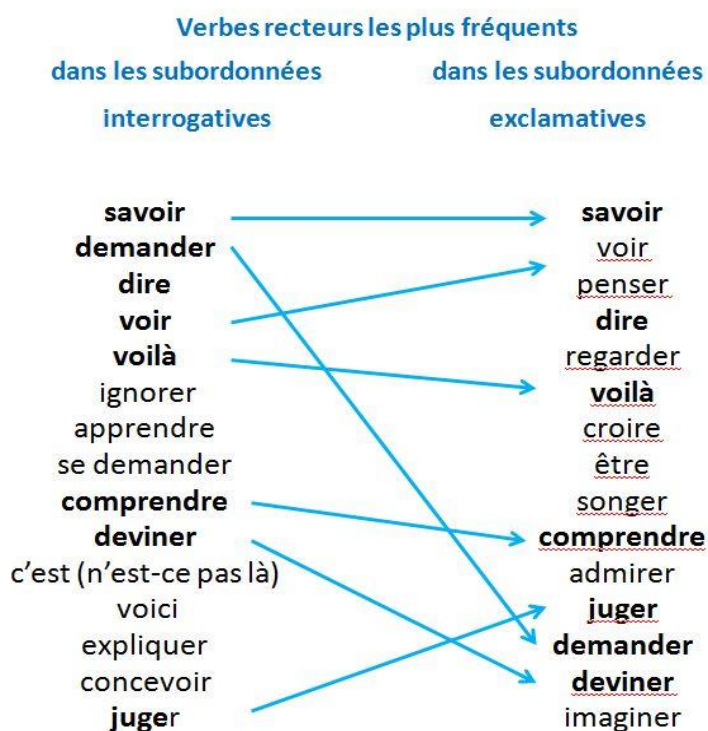 Verbes recteurs les plus fréquents
dans les subordonnées
interrogatives
dans les subordonnées
exclamatives
savoir
demander
dire
voir
voilà
ignorer
apprendre
se demander
comprendre
deviner
c'est (n'est-ce pas là)
voici
expliquer
concevoir
juger
savoir
voir
penser
dire
regarder
voilà
croire
être
songer
comprendre
admirer
juger
demander
deviner
imaginer